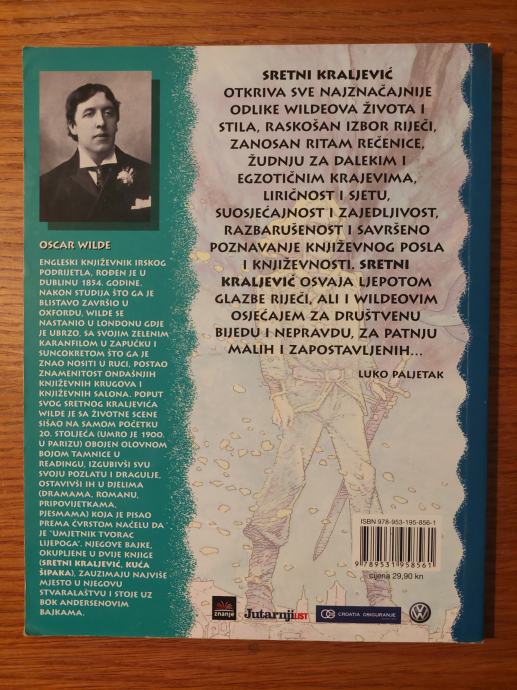 OSCAR WILDE
ENGLESKI KNJIŽEVNIK IRSKOG
PODRIJETLA, ROĐEN JE U
DUBLINU 1854. GODINE.
NAKON STUDIJA ŠTO GA JE
BLISTAVO ZAVRŠIO U
OXFORDU, WILDE SE
NASTANIO U LONDONU GDJE
JE UBRZO, SA SVOJIM ZELENIM
KARANFILOM U ZAPUČKU I
SUNCOKRETOM ŠTO GA JE
ZNAO NOSITI U RUCI, POSTAO
ZNAMENITOST ONDAŠNJIH
KNJIŽEVNIH KRUGOVA I
KNJIŽEVNIH SALONA. POPUT
SVOG SRETNOG KRALJEVIĆA
WILDE JE SA ŽIVOTNE SCENE
SIŠAO NA SAMOM POČETKU
20. STOLJEĆA (UMRO JE 1900.
U PARIZU) OBOJEN OLOVNOM
BOJOM TAMNICE U
READINGU, IZGUBIVŠI SVU
SVOJU POZLATU I DRAGULJE,
OSTAVIVŠI IH U DJELIMA
(DRAMAMA, ROMANU,
PRIPOVIJETKAMA,
PJESMAMA) KOJA JE PISAO
PREMA ČVRSTOM NAČELU DA
JE "UMJETNIK TVORAC
LIJEPOGA". NJEGOVE BAJKE,
OKUPLJENE U DVIJE KNJIGE
(SRETNI KRALJEVIĆ, KUĆA
ŠIPAKA), ZAUZIMAJU NAJVIŠE
MJESTO U NJEGOVU
STVARALAŠTVU I STOJE UZ
BOK ANDERSENOVIM
BAJKAMA.
SRETNI KRALJEVIĆ
OTKRIVA SVE NAJZNAČAJNIJE
ODLIKE WILDEOVA ŽIVOTA I
STILA, RASKOŠAN IZBOR RIJEČI,
ZANOSAN RITAM REČENICE,
ŽUDNJU ZA DALEKIM I
EGZOTIČNIM KRAJEVIMA,
LIRIČNOST I SJETU,
SUOSJEĆAJNOST I ZAJEDLJIVOST,
RAZBARUŠENOST I SAVRŠENO
POZNAVANJE KNJIŽEVNOG POSLA
I KNJIŽEVNOSTI. SRETNI
KRALJEVIĆ OSVAJA LJEPOTOM
GLAZBE RIJEČI, ALI I WILDEOVIM
OSJEĆAJEM ZA DRUŠTVENU
BIJEDU I NEPRAVDU, ZA PATNJU
MALIH I ZAPOSTAVLJENIH...
LUKO PALJETAK
ISBN 978-953-195-856-1
9 789531 958561
cijena 29,90 kn
znanje
Jutarnji LIST
CROATIA OSIGURANJE